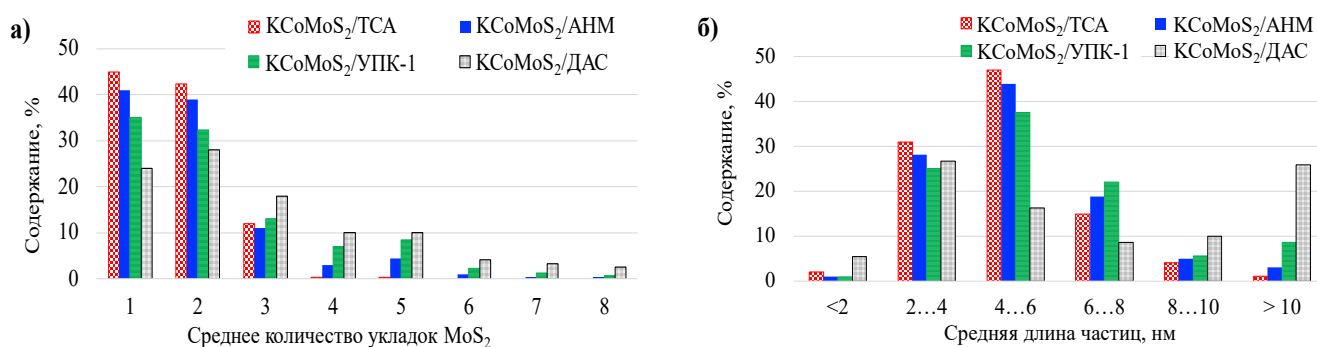 а)
KCoMoS₂/TCA
KCoMoS₂/AHM
KCoMoS₂/УПК-1
KCoMoS₂/ДАС
Содержание, %
50
40
30
20
10
0
1 2 3 4 5 6 7 8
Среднее количество укладок MoS₂
б)
KCoMoS₂/TCA
KCoMoS₂/AHM
KCoMoS₂/УПК-1
KCoMoS₂/ДАС
Содержание, %
50
40
30
20
10
0
<2 2…4 4…6 6…8 8…10 > 10
Средняя длина частиц, нм